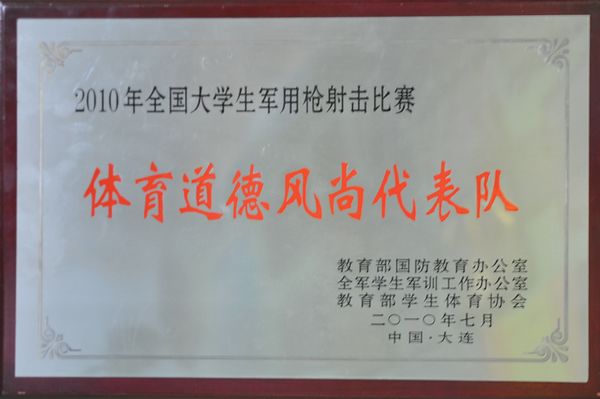 2010年全国大学生军用枪射击比赛
体育道德风尚代表队
教育部国防教育办公室
全军学生军训工作办公室
教育部学生体育协会
二〇一〇年七月
中国·大连